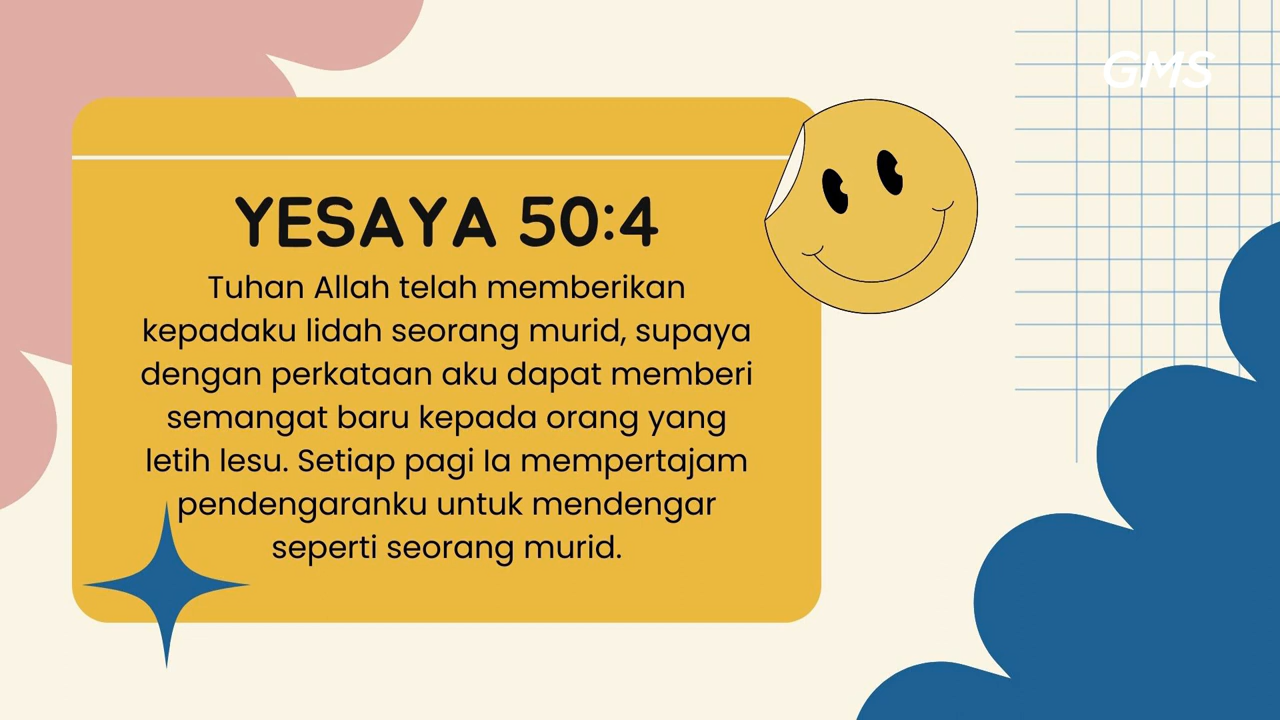 GMS
YESAYA 50:4
Tuhan Allah telah memberikan
kepadaku lidah seorang murid, supaya
dengan perkataan aku dapat memberi
semangat baru kepada orang yang
letih lesu. Setiap pagi Ia mempertajam
pendengaranku untuk mendengar
seperti seorang murid.